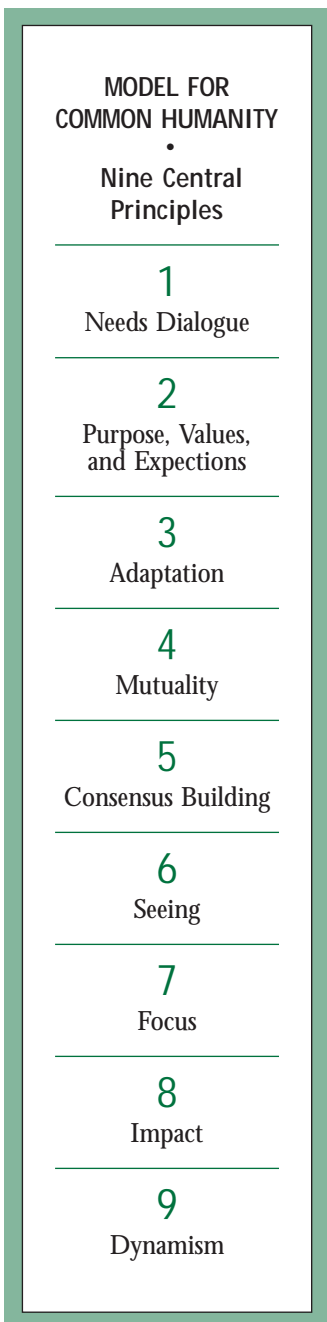 MODEL FOR
COMMON HUMANITY
•
Nine Central
Principles
1
Needs Dialogue
2
Purpose, Values,
and Expections
3
Adaptation
4
Mutuality
5
Consensus Building
6
Seeing
7
Focus
8
Impact
9
Dynamism